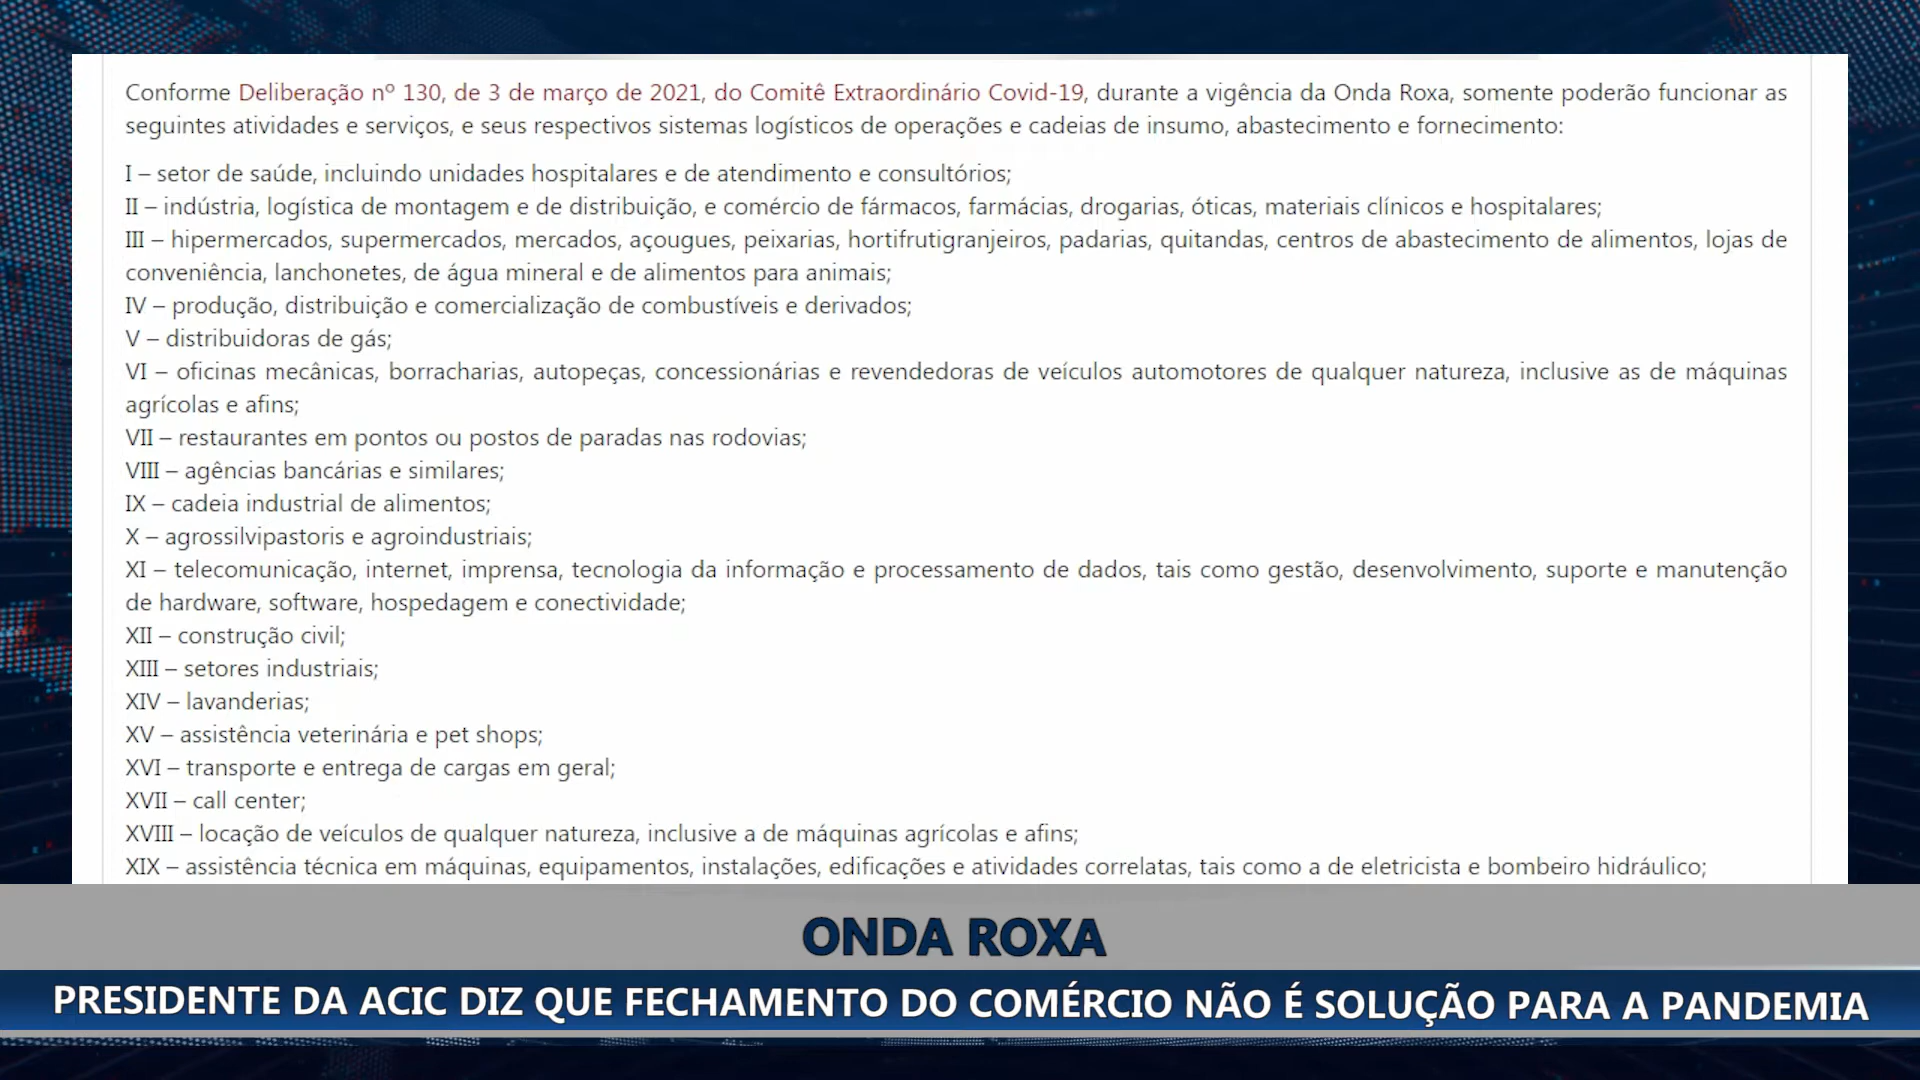 Conforme Deliberação nº 130, de 3 de março de 2021, do Comitê Extraordinário Covid-19, durante a vigência da Onda Roxa, somente poderão funcionar as
seguintes atividades e serviços, e seus respectivos sistemas logísticos de operações e cadeias de insumo, abastecimento e fornecimento:
I – setor de saúde, incluindo unidades hospitalares e de atendimento e consultórios;
II – indústria, logística de montagem e de distribuição, e comércio de fármacos, farmácias, drogarias, óticas, materiais clínicos e hospitalares;
III – hipermercados, supermercados, mercados, açougues, peixarias, hortifrutigranjeiros, padarias, quitandas, centros de abastecimento de alimentos, lojas de
conveniência, lanchonetes, de água mineral e de alimentos para animais;
IV – produção, distribuição e comercialização de combustíveis e derivados;
V – distribuidoras de gás;
VI – oficinas mecânicas, borracharias, autopeças, concessionárias e revendedoras de veículos automotores de qualquer natureza, inclusive as de máquinas
agrícolas e afins;
VII – restaurantes em pontos ou postos de paradas nas rodovias;
VIII – agências bancárias e similares;
IX – cadeia industrial de alimentos;
X – agrossilvipastoris e agroindustriais;
XI – telecomunicação, internet, imprensa, tecnologia da informação e processamento de dados, tais como gestão, desenvolvimento, suporte e manutenção
de hardware, software, hospedagem e conectividade;
XII – construção civil;
XIII – setores industriais;
XIV – lavanderias;
XV – assistência veterinária e pet shops;
XVI – transporte e entrega de cargas em geral;
XVII – call center;
XVIII – locação de veículos de qualquer natureza, inclusive a de máquinas agrícolas e afins;
XIX – assistência técnica em máquinas, equipamentos, instalações, edificações e atividades correlatas, tais como a de eletricista e bombeiro hidráulico;
ONDA ROXA
PRESIDENTE DA ACIC DIZ QUE FECHAMENTO DO COMÉRCIO NÃO É SOLUÇÃO PARA A PANDEMIA